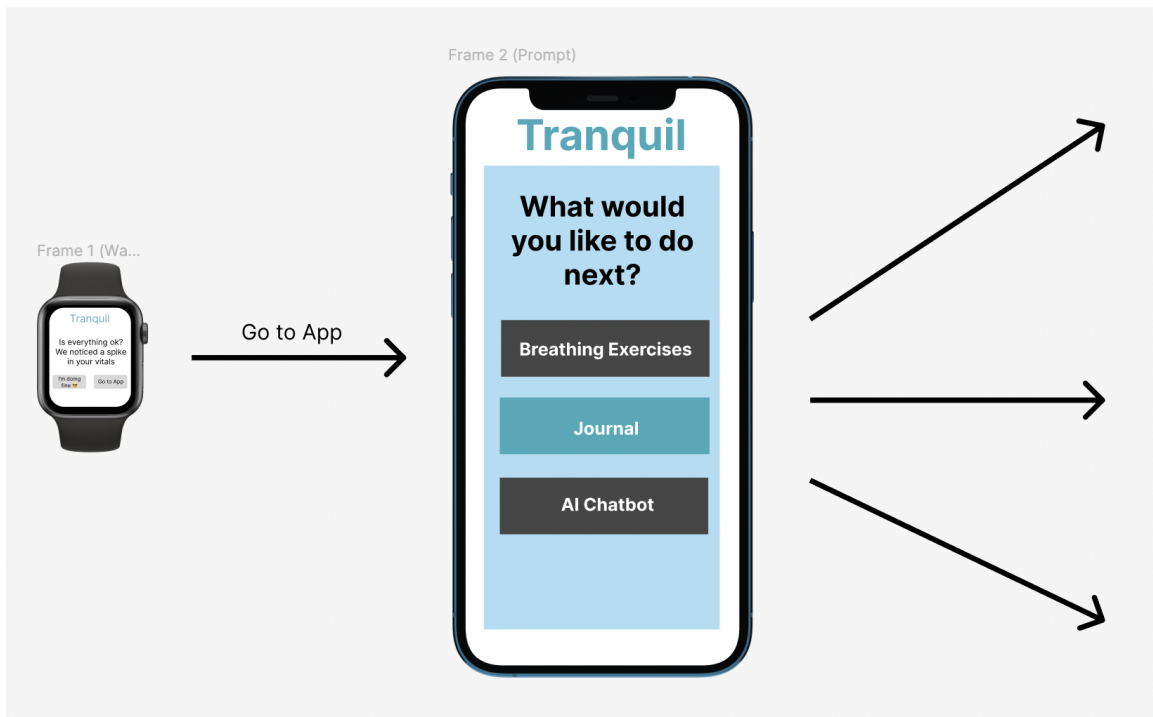 Frame 2 (Prompt)
Tranquil
What would
you like to do
next?
Breathing Exercises
Journal
AI Chatbot
Frame 1 (Wa...
Tranquil
Is everything ok?
We noticed a spike
in your vitals
I'm doing
fine 😎
Go to App
Go to App